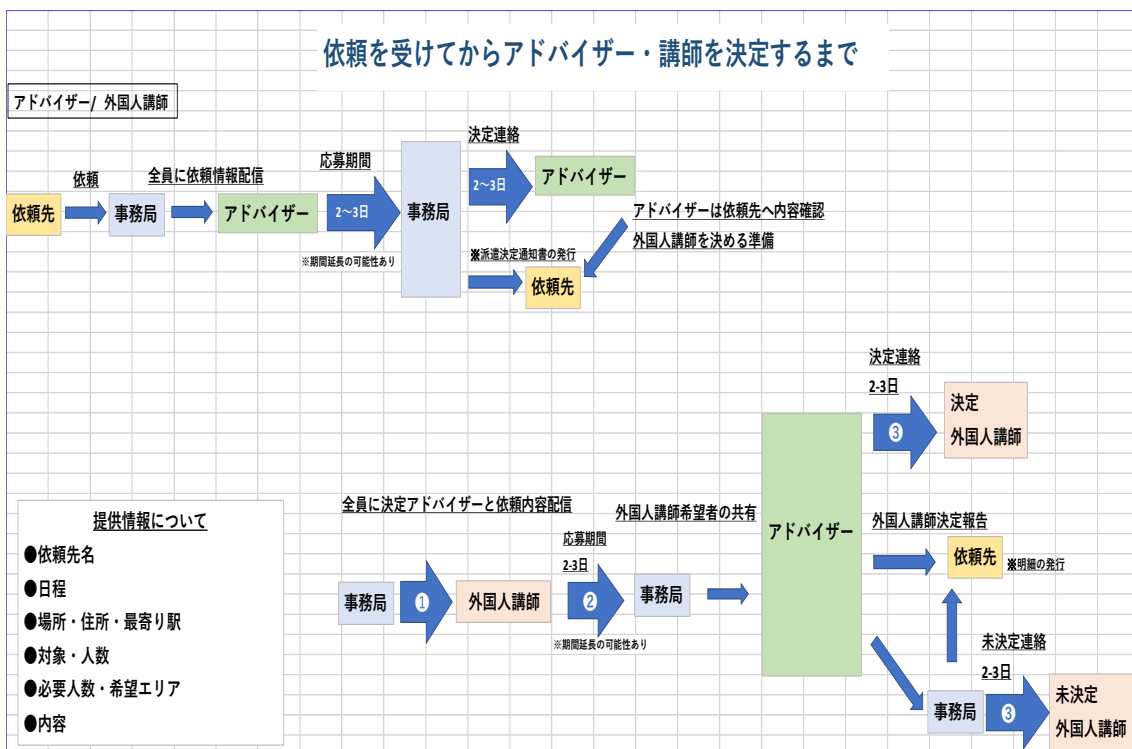 依頼を受けてからアドバイザー・講師を決定するまで
アドバイザー/ 外国人講師
依頼先
依頼
事務局
全員に依頼情報配信
アドバイザー
応募期間
2～3日
※期間延長の可能性あり
事務局
決定連絡
2～3日
アドバイザー
アドバイザーは依頼先へ内容確認
外国人講師を決める準備
※派遣決定通知書の発行
依頼先
提供情報について
●依頼先名
●日程
●場所・住所・最寄り駅
●対象・人数
●必要人数・希望エリア
●内容
全員に決定アドバイザーと依頼内容配信
事務局
❶
外国人講師
応募期間
2-3日
❷
※期間延長の可能性あり
外国人講師希望者の共有
事務局
アドバイザー
決定連絡
2-3日
❸
決定
外国人講師
外国人講師決定報告
依頼先
※明細の発行
事務局
未決定連絡
2-3日
❸
未決定
外国人講師